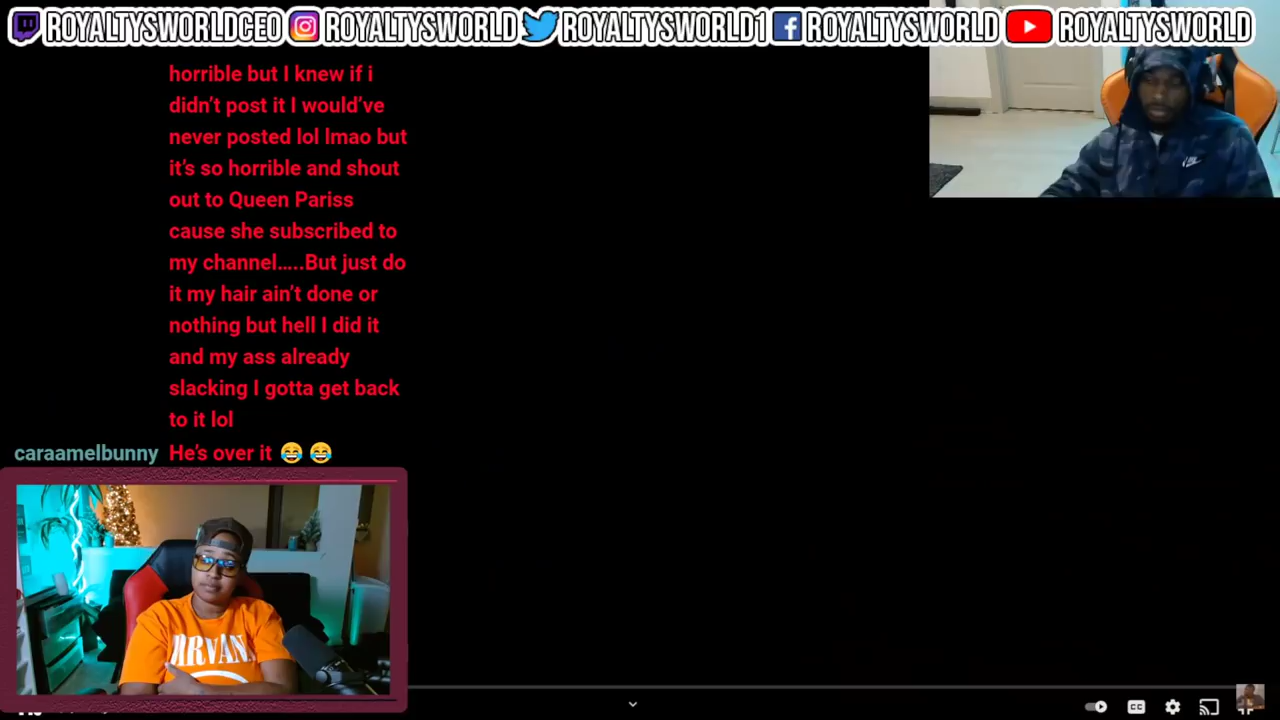 ROYALTYSWORLDCEO ROYALTYSWORLD ROYALTYSWORLD1 ROYALTYSWORLD ROYALTYSWORLD
horrible but I knew if i
didn’t post it I would’ve
never posted lol lmao but
it’s so horrible and shout
out to Queen Pariss
cause she subscribed to
my channel…..But just do
it my hair ain’t done or
nothing but hell I did it
and my ass already
slacking I gotta get back
to it lol
caraamelbunny He’s over it 😂 😂
NIRVANA
CC